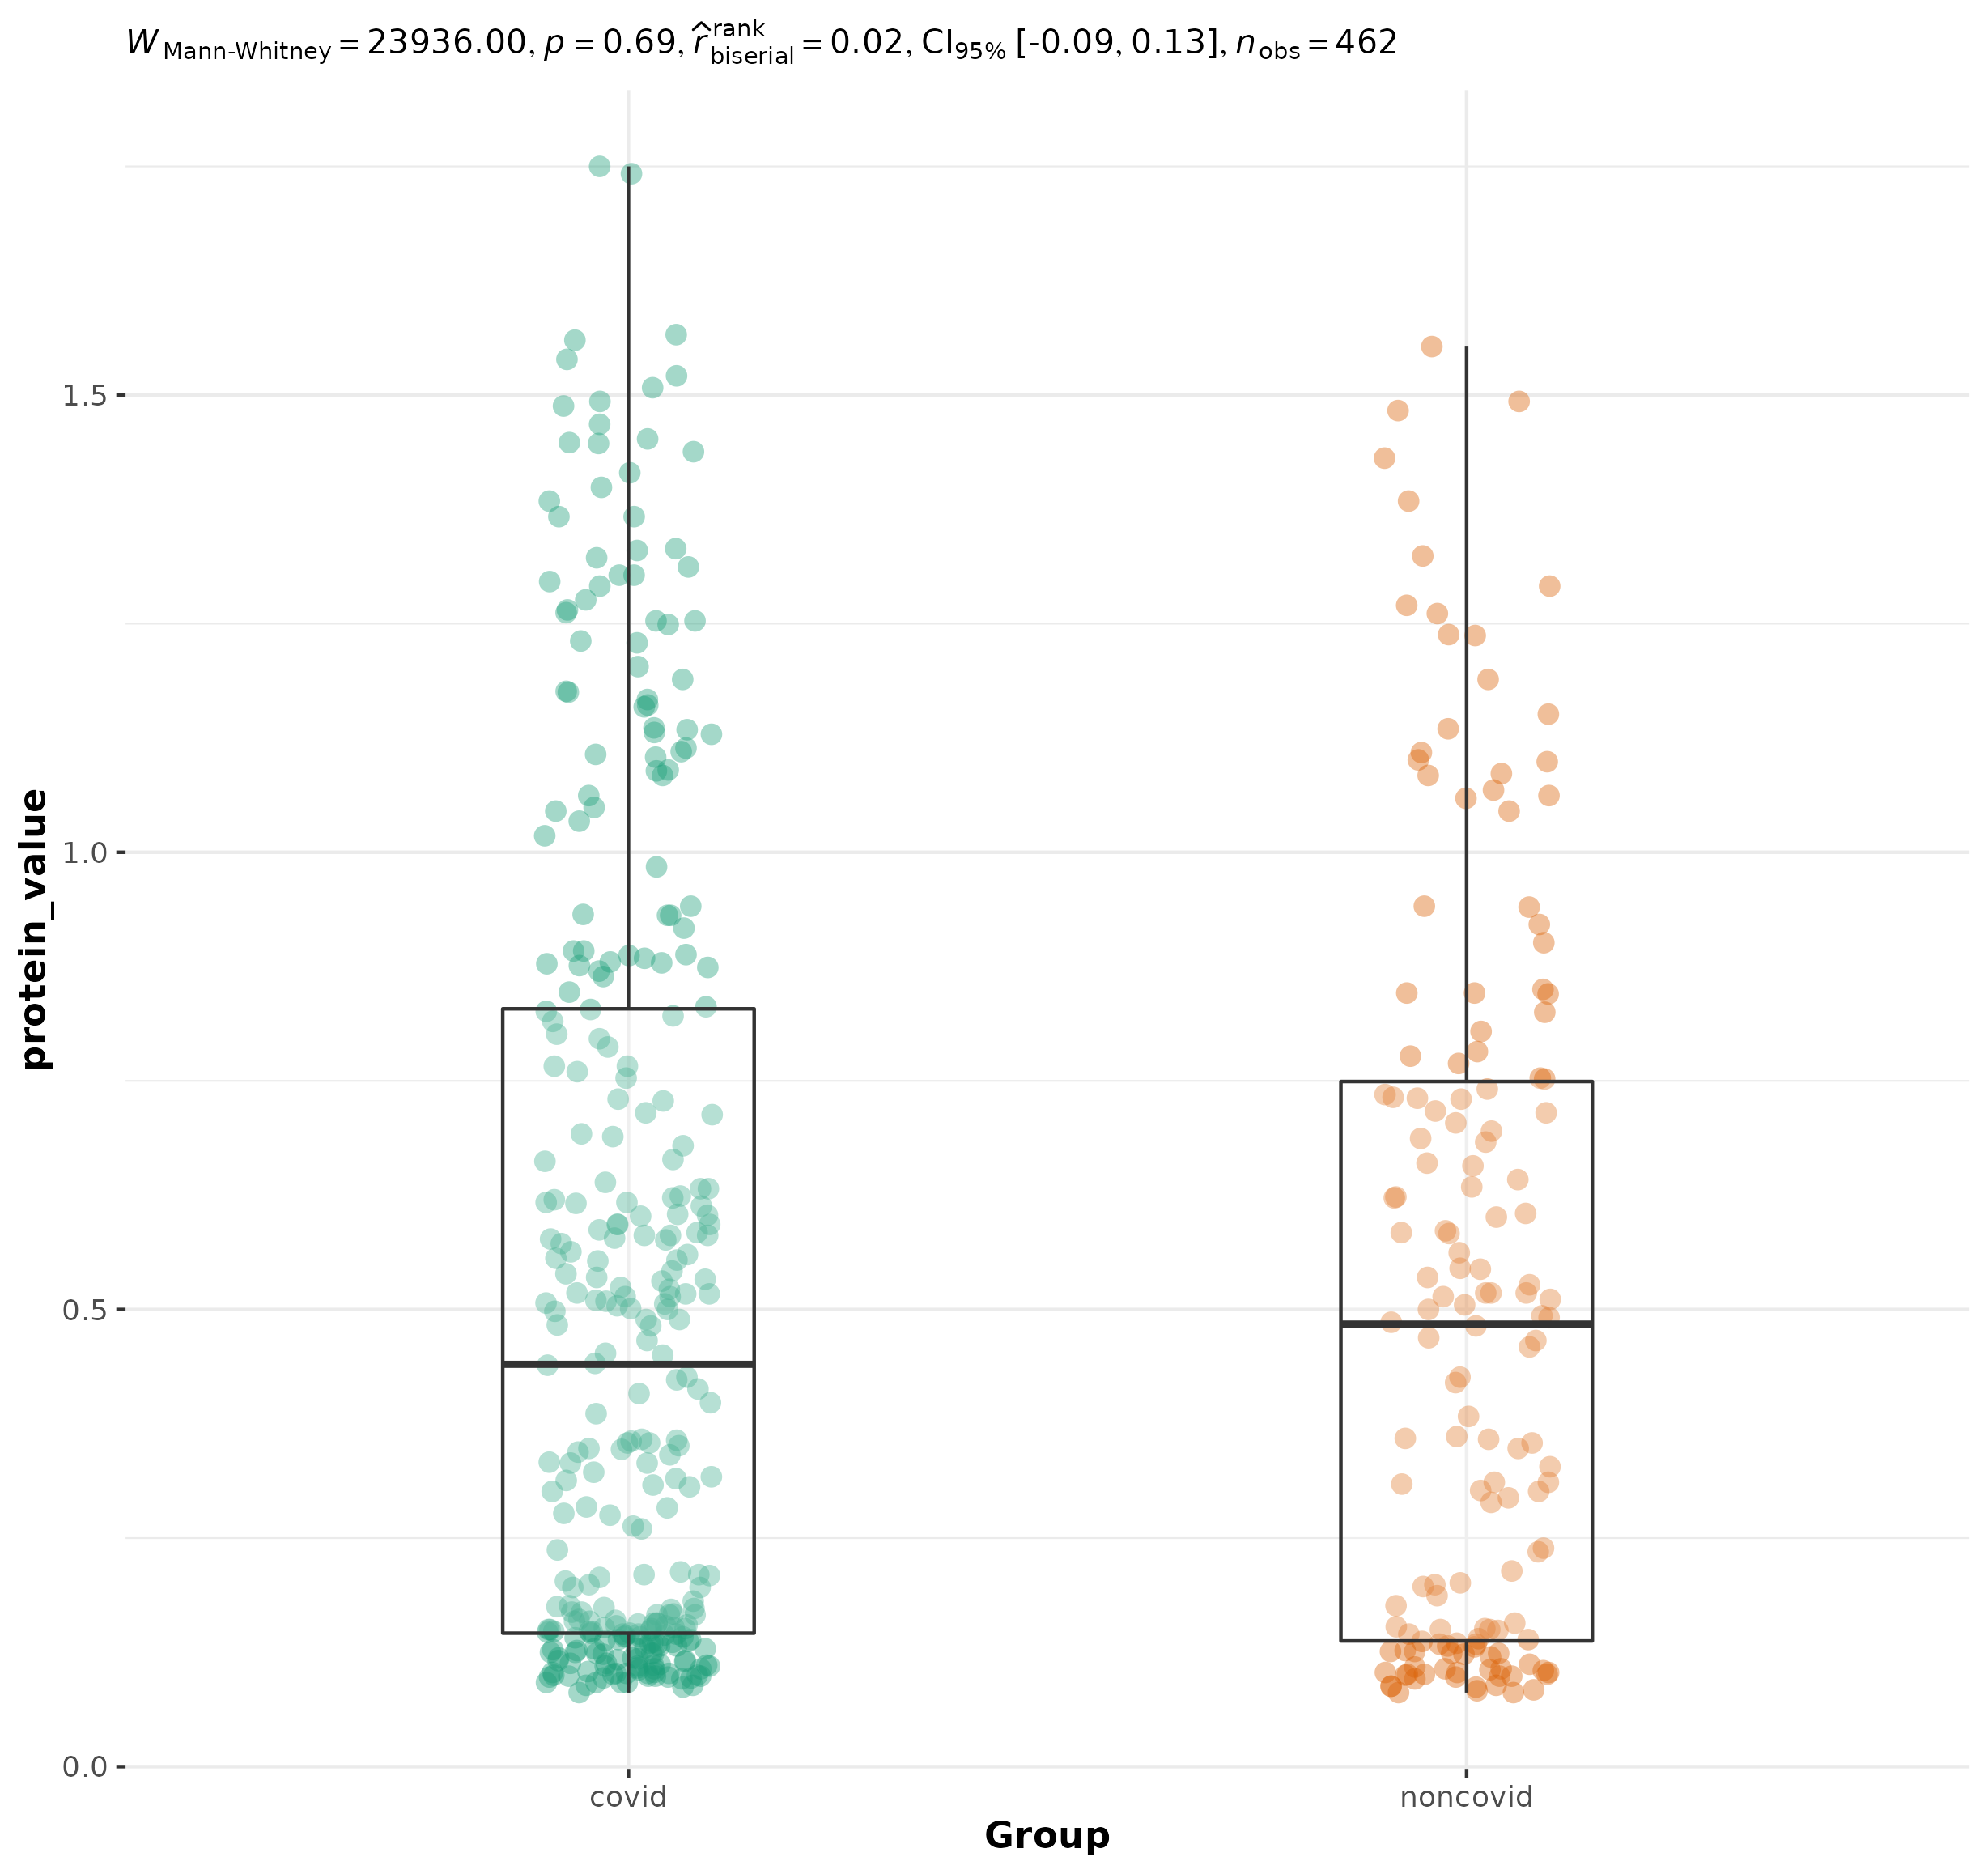 W Mann-Whitney = 23936.00, p = 0.69, r̂ rank biserial = 0.02, CI95% [-0.09, 0.13], n obs = 462
protein_value
1.5
1.0
0.5
0.0
covid noncovid
Group